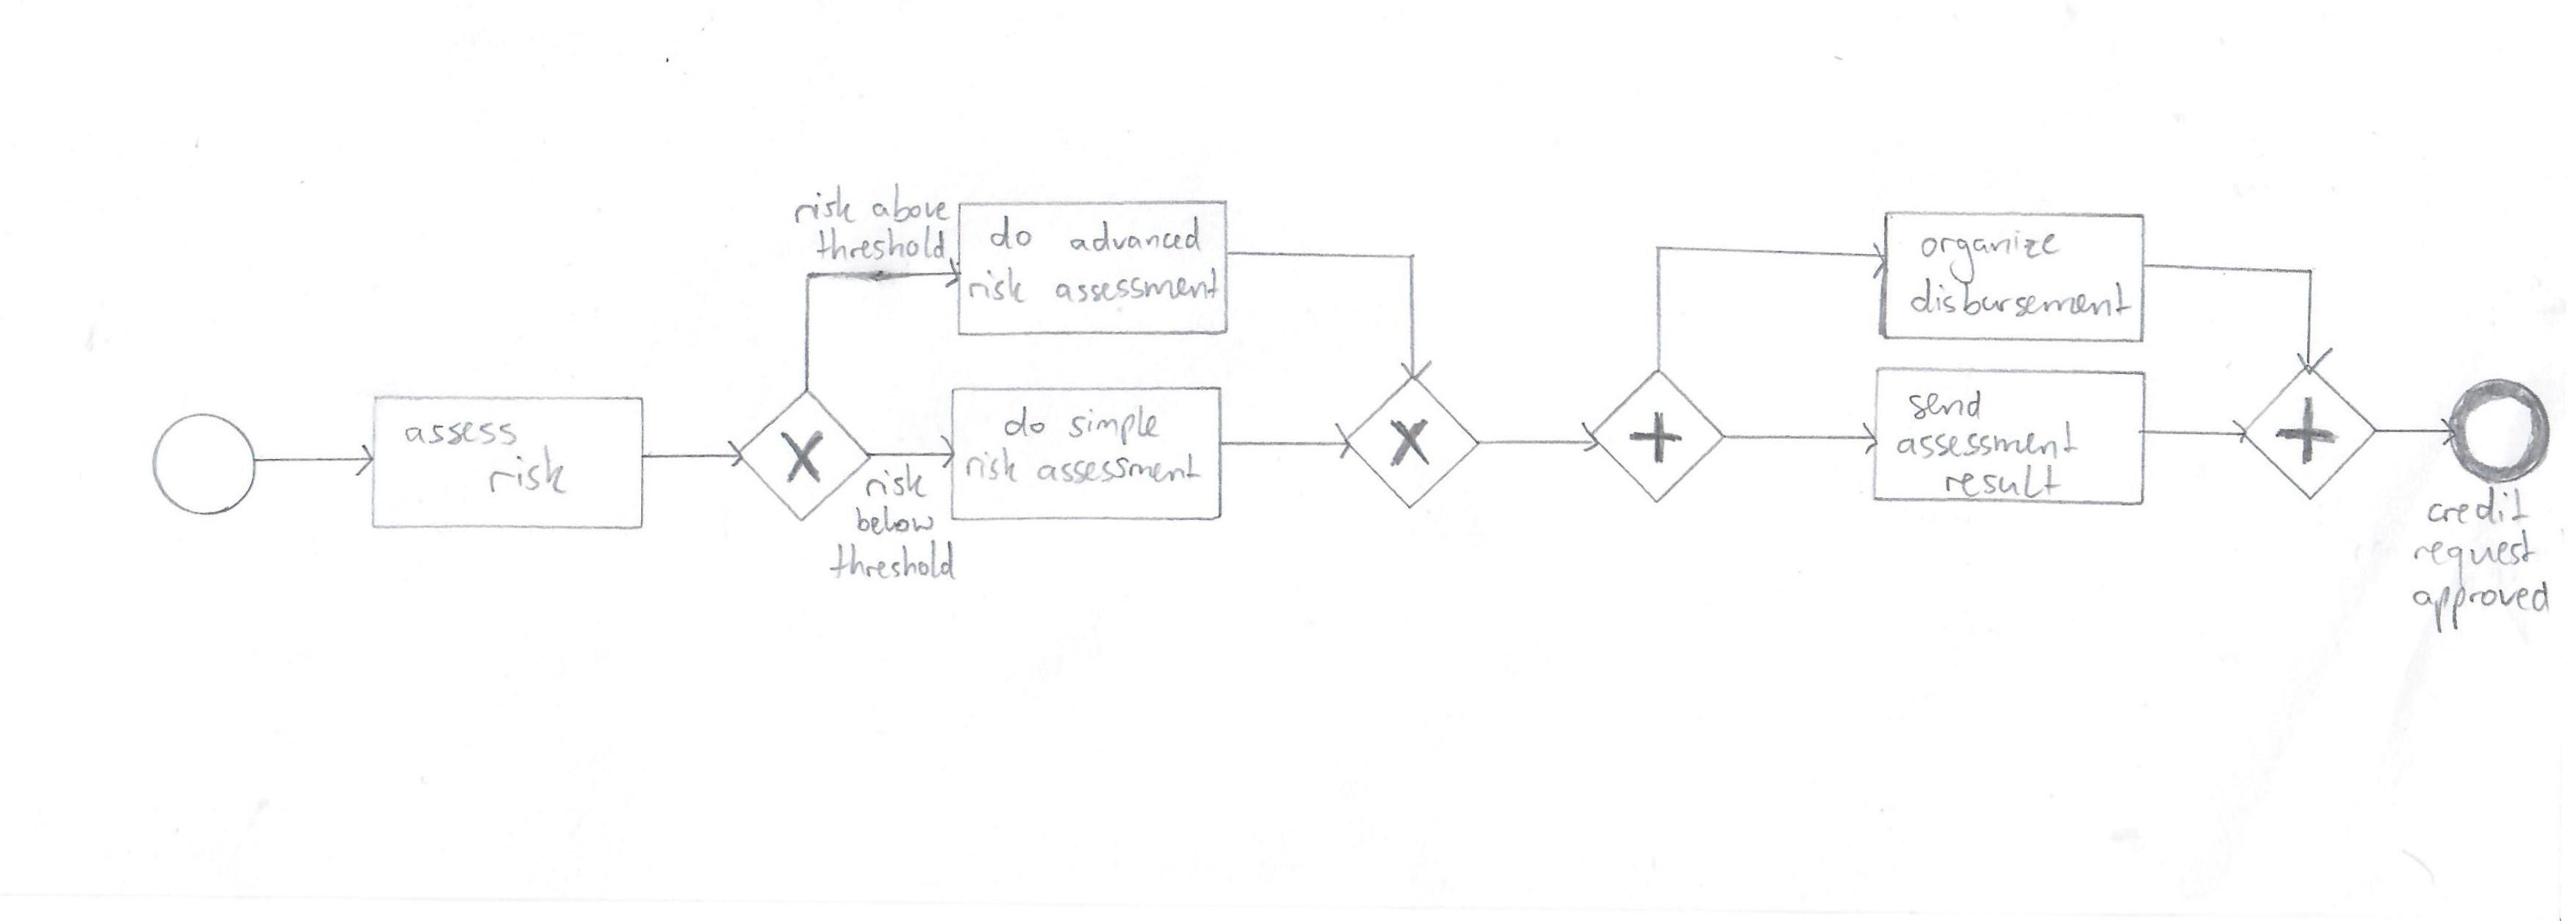 assess
risk
risk above
threshold
do advanced
risk assessment
risk
below
threshold
do simple
risk assessment
organize
disbursement
send
assessment
result
credit
request
approved